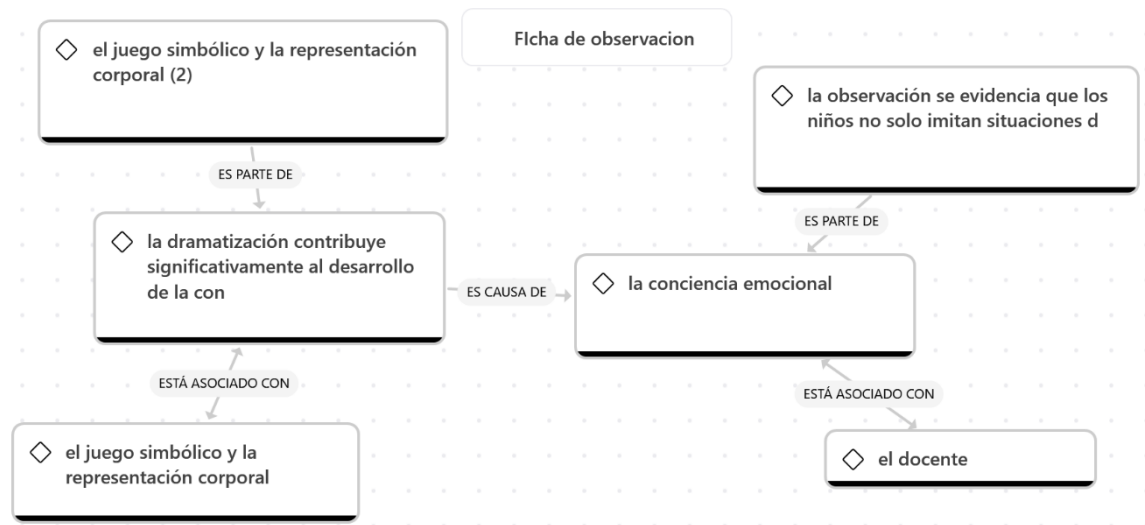 el juego simbólico y la representación
corporal (2)
FIcha de observacion
la observación se evidencia que los
niños no solo imitan situaciones d
ES PARTE DE
ES PARTE DE
la dramatización contribuye
significativamente al desarrollo
de la con
ES CAUSA DE
la conciencia emocional
ESTÁ ASOCIADO CON
ESTÁ ASOCIADO CON
el juego simbólico y la
representación corporal
el docente